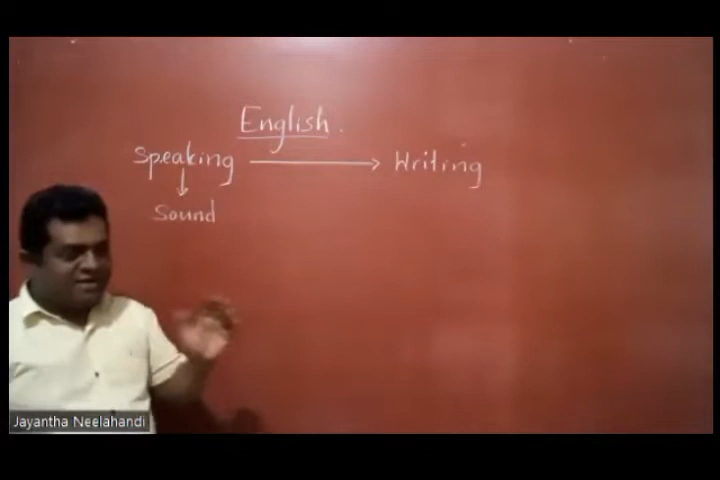 English.
Speaking → Writing
↓
Sound
Jayantha Neelahandi